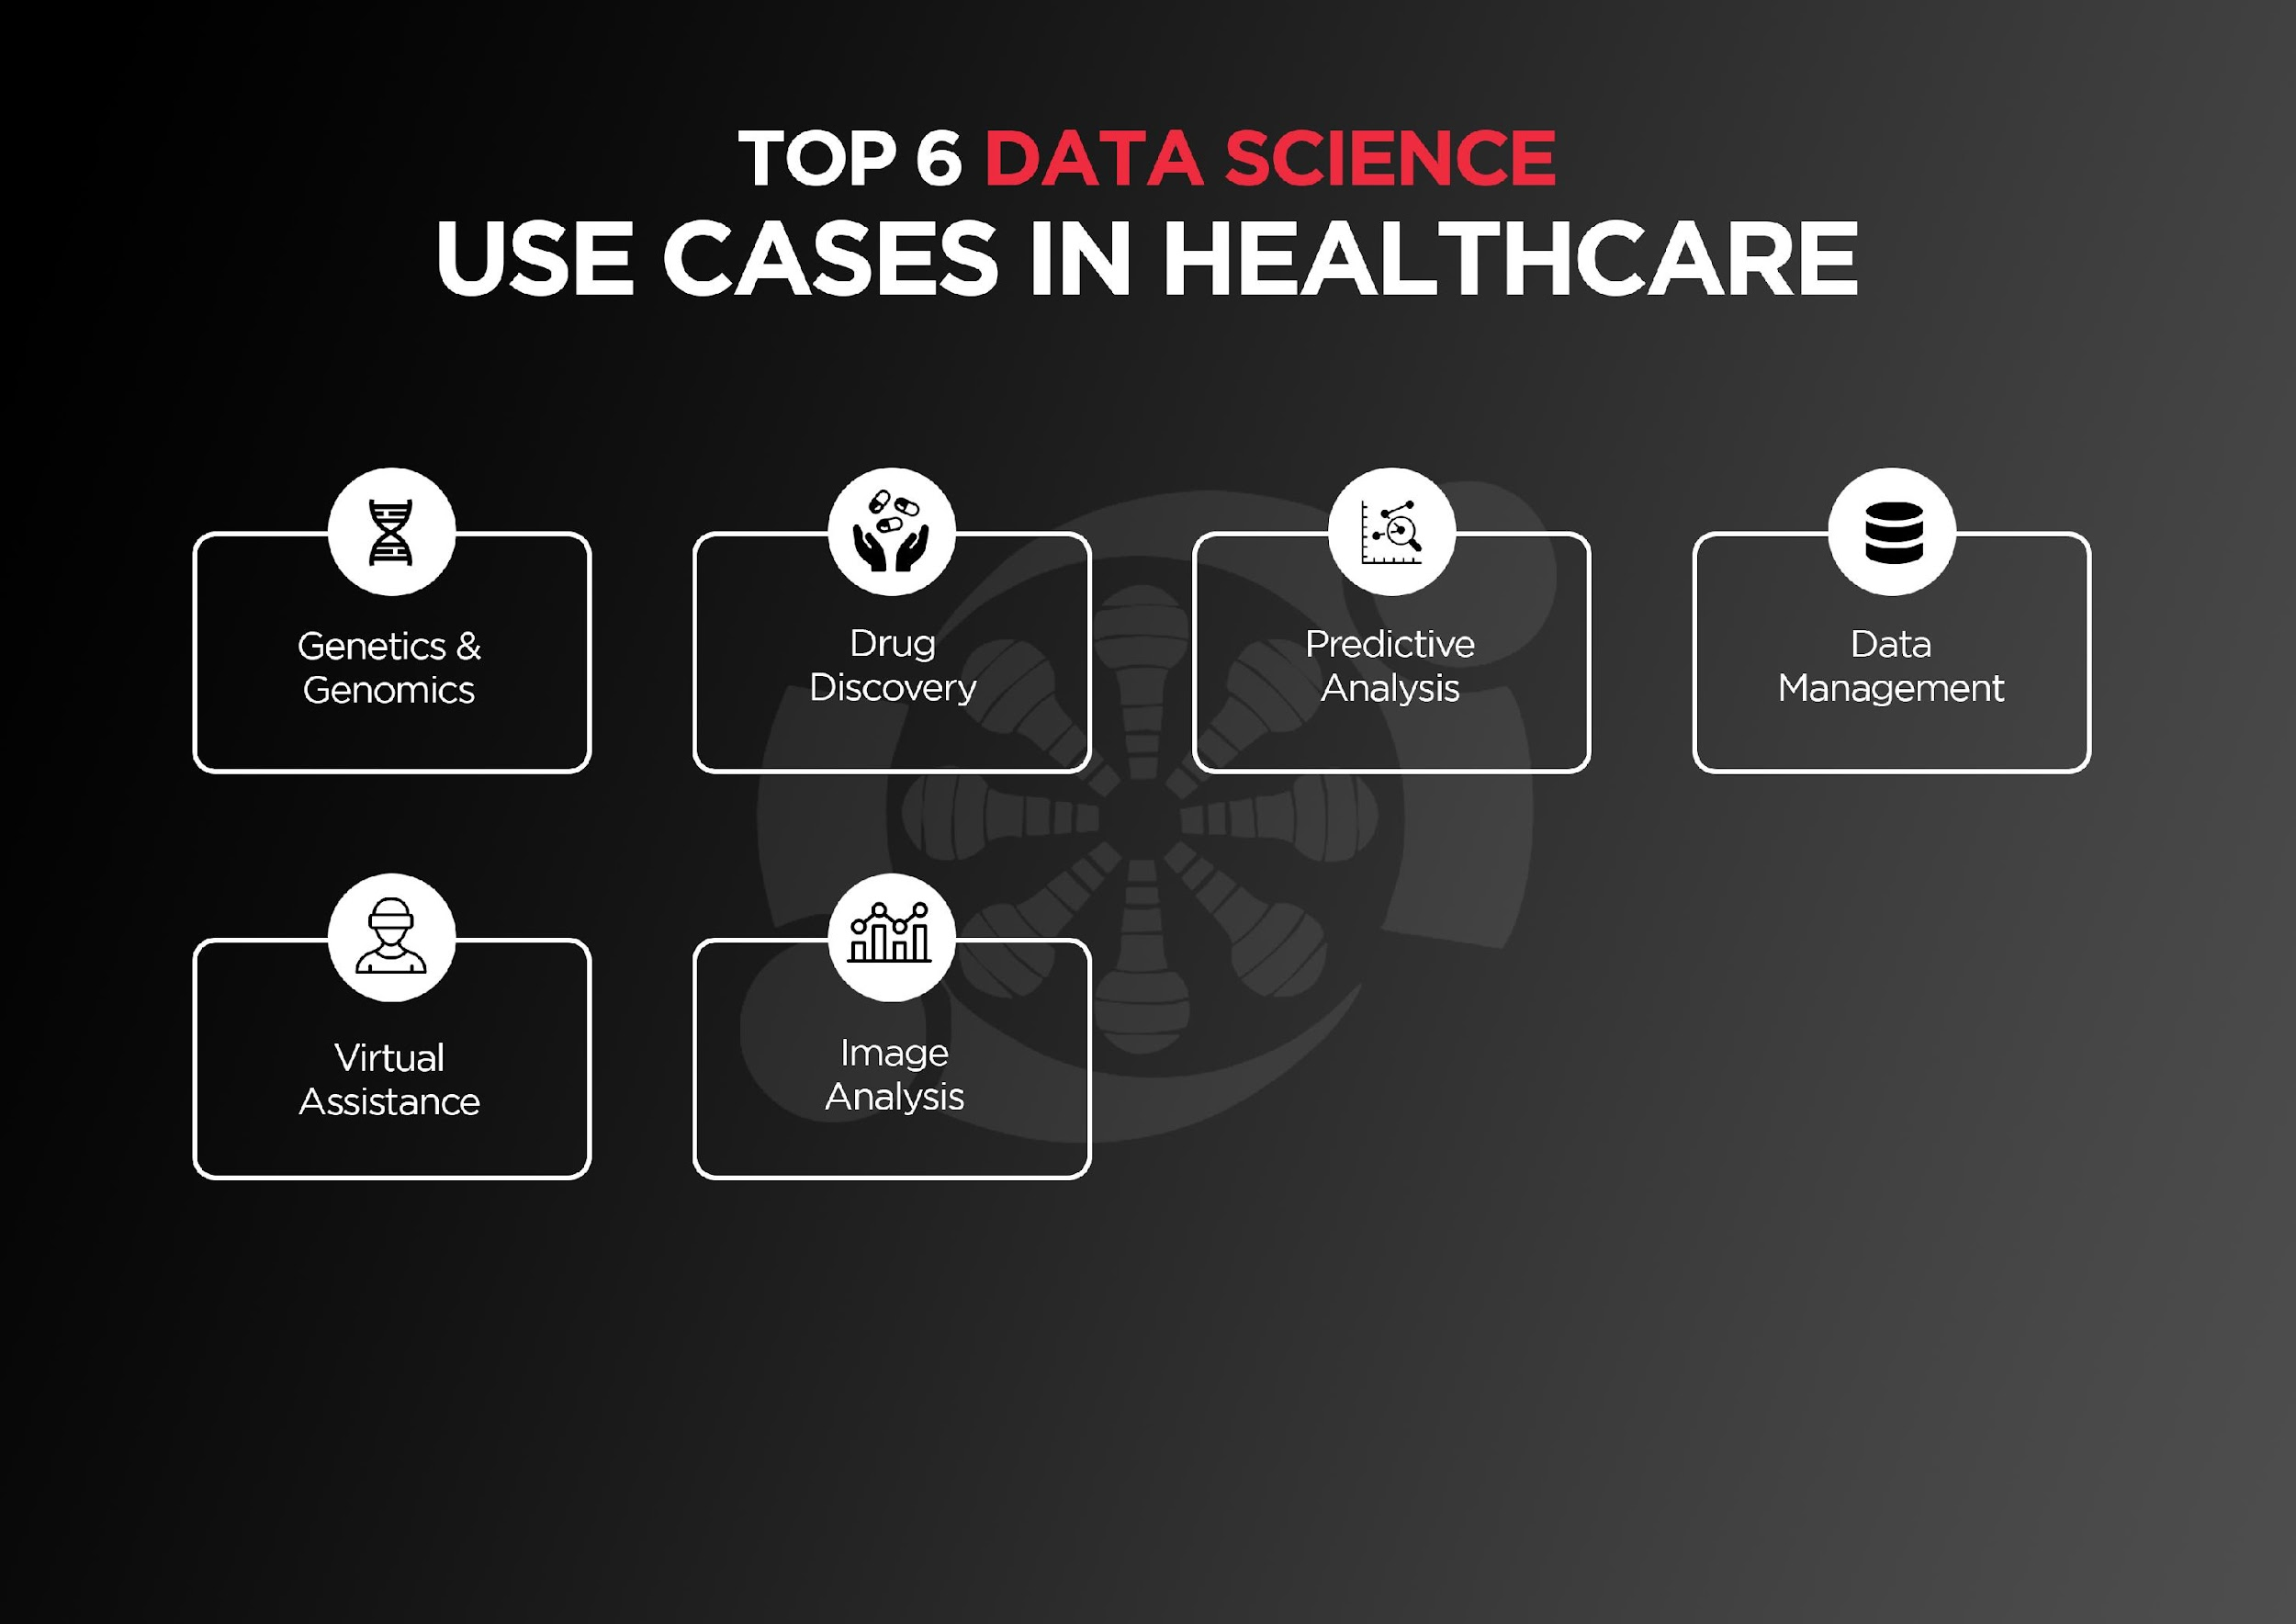 TOP 6 DATA SCIENCE
USE CASES IN HEALTHCARE
Genetics &
Genomics
Drug
Discovery
Predictive
Analysis
Data
Management
Virtual
Assistance
Image
Analysis